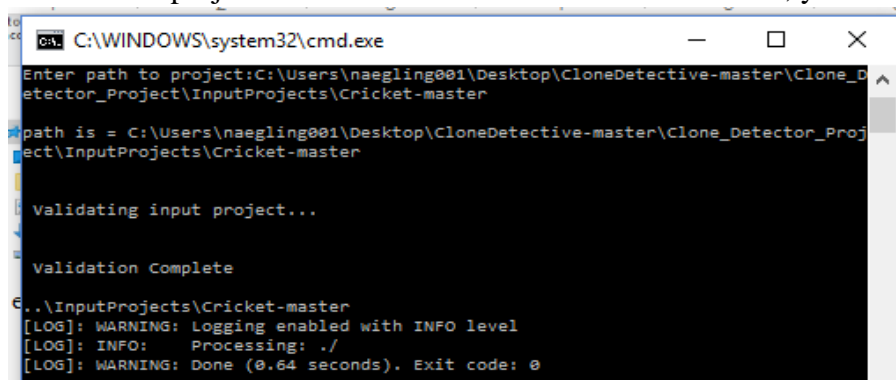 C:\WINDOWS\system32\cmd.exe
Enter path to project:C:\Users\naegling001\Desktop\CloneDetective-master\Clone_D
etector_Project\InputProjects\Cricket-master
path is = C:\Users\naegling001\Desktop\CloneDetective-master\Clone_Detector_Proj
ect\InputProjects\Cricket-master
Validating input project...
Validation Complete
..\InputProjects\Cricket-master
[LOG]: WARNING: Logging enabled with INFO level
[LOG]: INFO:    Processing: ./
[LOG]: WARNING: Done (0.64 seconds). Exit code: 0